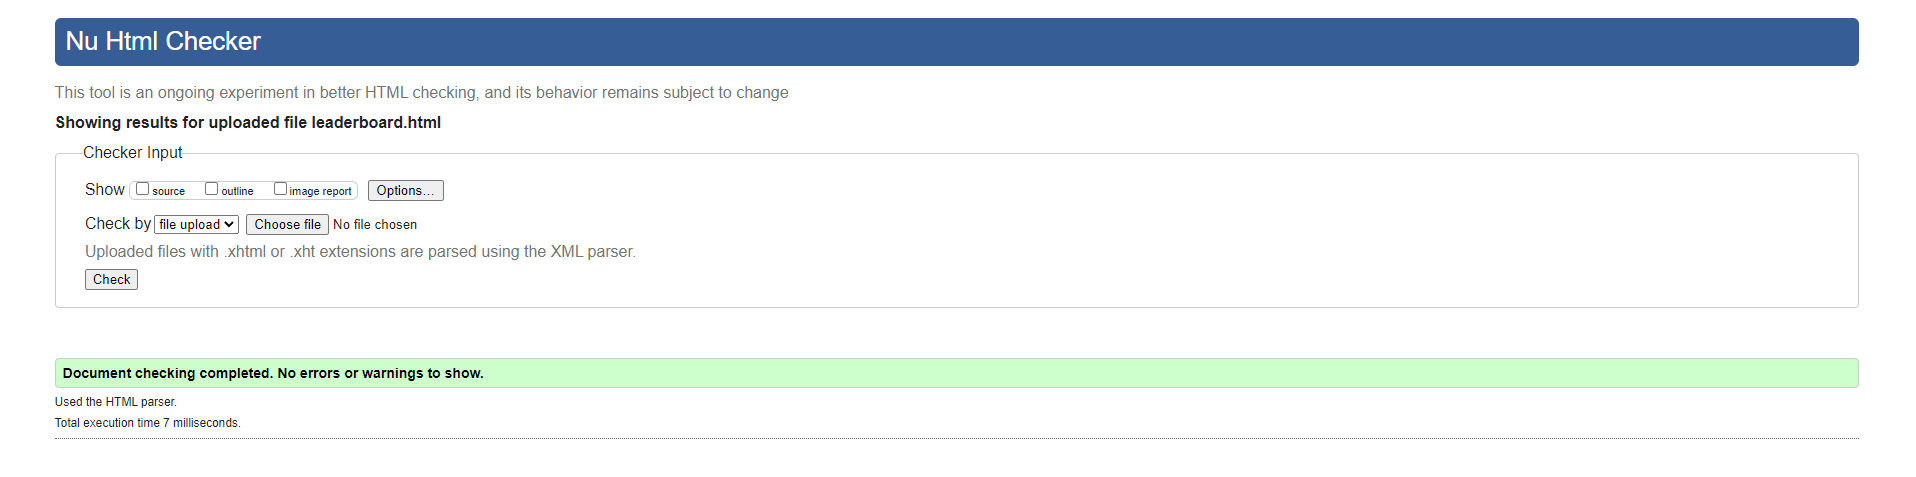 Nu Html Checker
This tool is an ongoing experiment in better HTML checking, and its behavior remains subject to change
Showing results for uploaded file leaderboard.html
Checker Input
Show source outline image report Options...
Check by file upload Choose file No file chosen
Uploaded files with .xhtml or .xht extensions are parsed using the XML parser.
Check
Document checking completed. No errors or warnings to show.
Used the HTML parser.
Total execution time 7 milliseconds.